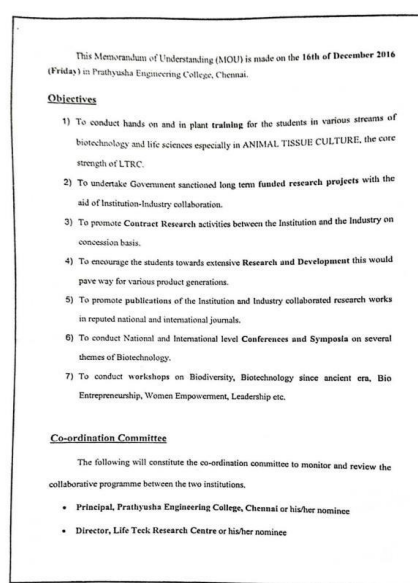 This Memorandum of Understanding (MOU) is made on the 16th of December 2016
(Friday) in Prathyusha Engineering College, Chennai.
Objectives
1) To conduct hands on and in plant training for the students in various streams of
biotechnology and life sciences especially in ANIMAL TISSUE CULTURE, the core
strength of LTRC.
2) To undertake Government sanctioned long term funded research projects with the
aid of Institution-Industry collaboration.
3) To promote Contract Research activities between the Institution and the Industry on
concession basis.
4) To encourage the students towards extensive Research and Development this would
pave way for various product generations.
5) To promote publications of the Institution and Industry collaborated research works
in reputed national and international journals.
6) To conduct National and International level Conferences and Symposla on several
themes of Biotechnology.
7) To conduct workshops on Biodiversity, Biotechnology since ancient era, Bio
Entrepreneurship, Women Empowerment, Leadership etc.
Co-ordination Committee
The following will constitute the co-ordination committee to monitor and review the
collaborative programme between the two institutions.
• Principal, Prathyusha Engineering College, Chennai or his/her nominee
• Director, Life Teck Research Centre or his/her nominee